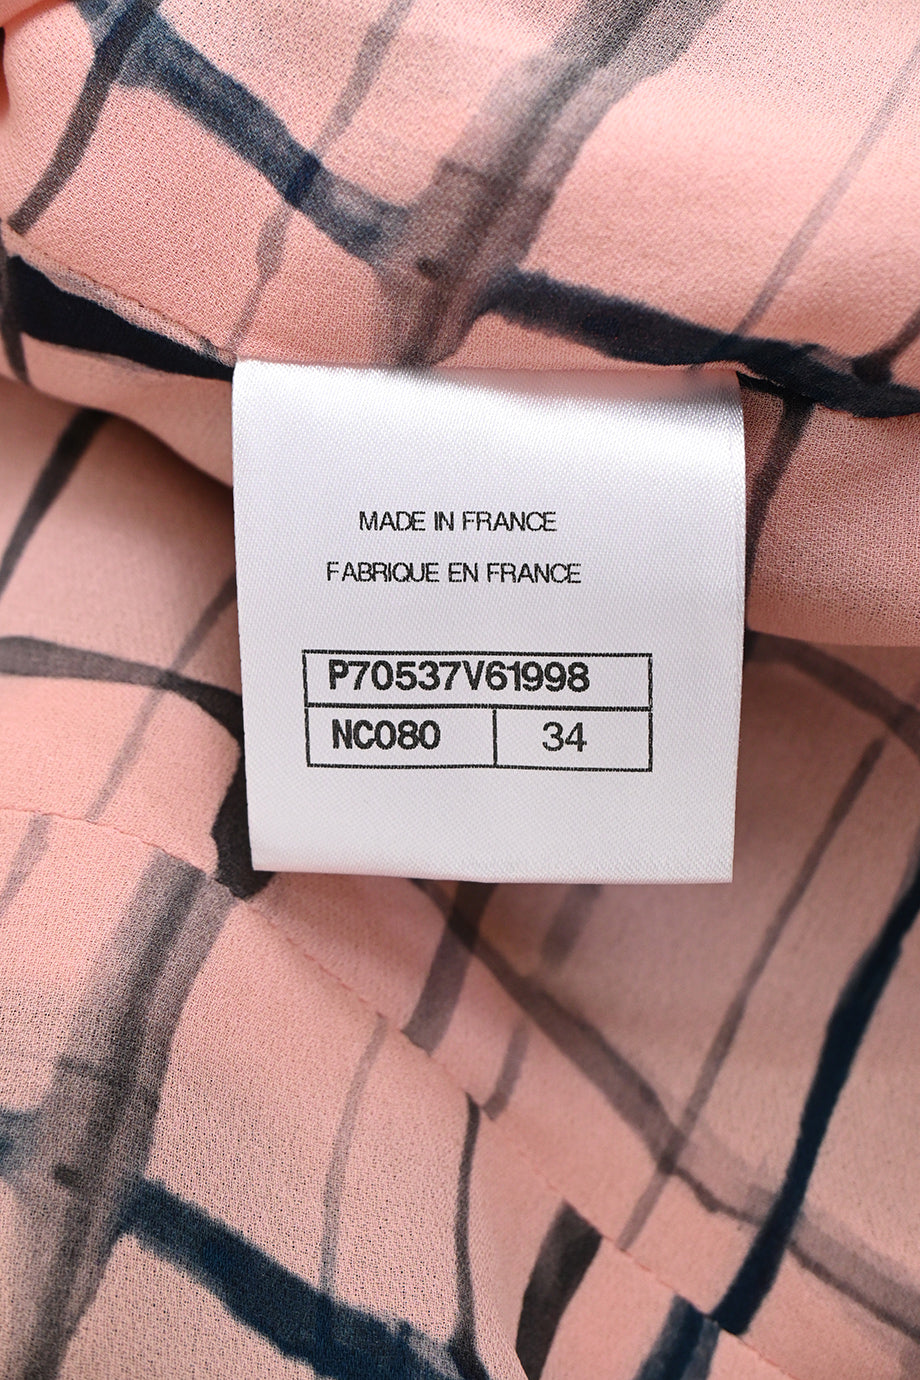 MADE IN FRANCE
FABRIQUE EN FRANCE
P70537V61998
NC080 34